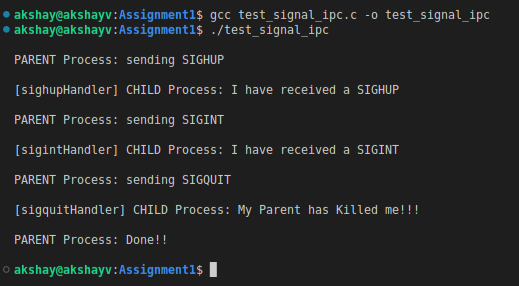 akshay@akshayv:Assignment1$ gcc test_signal_ipc.c -o test_signal_ipc
akshay@akshayv:Assignment1$ ./test_signal_ipc
PARENT Process: sending SIGHUP
[sighupHandler] CHILD Process: I have received a SIGHUP
PARENT Process: sending SIGINT
[sigintHandler] CHILD Process: I have received a SIGINT
PARENT Process: sending SIGQUIT
[sigquitHandler] CHILD Process: My Parent has Killed me!!!
PARENT Process: Done!!
akshay@akshayv:Assignment1$